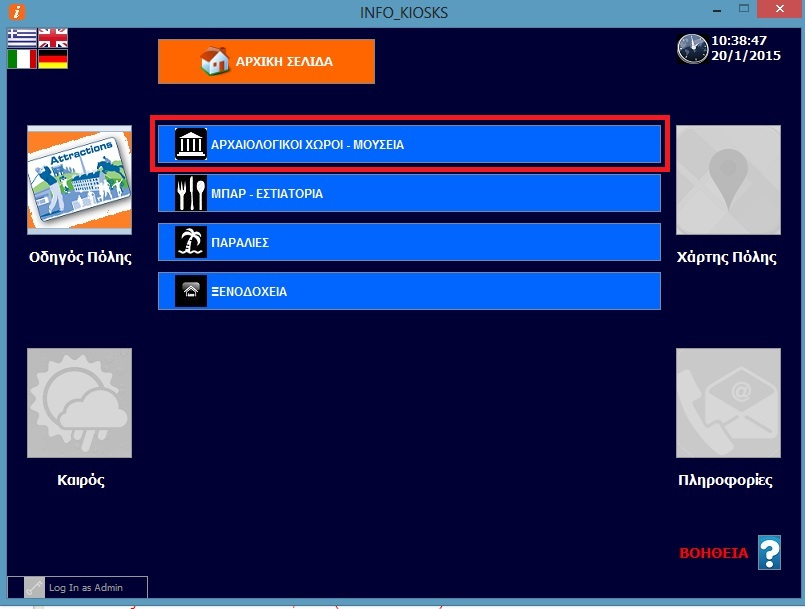 INFO_KIOSKS
ΑΡΧΙΚΗ ΣΕΛΙΔΑ
10:38:47
20/1/2015
Attractions
ΑΡΧΑΙΟΛΟΓΙΚΟΙ ΧΩΡΟΙ - ΜΟΥΣΕΙΑ
ΜΠΑΡ - ΕΣΤΙΑΤΟΡΙΑ
ΠΑΡΑΛΙΕΣ
ΞΕΝΟΔΟΧΕΙΑ
Οδηγός Πόλης
Χάρτης Πόλης
Καιρός
Πληροφορίες
ΒΟΗΘΕΙΑ ?
Log In as Admin